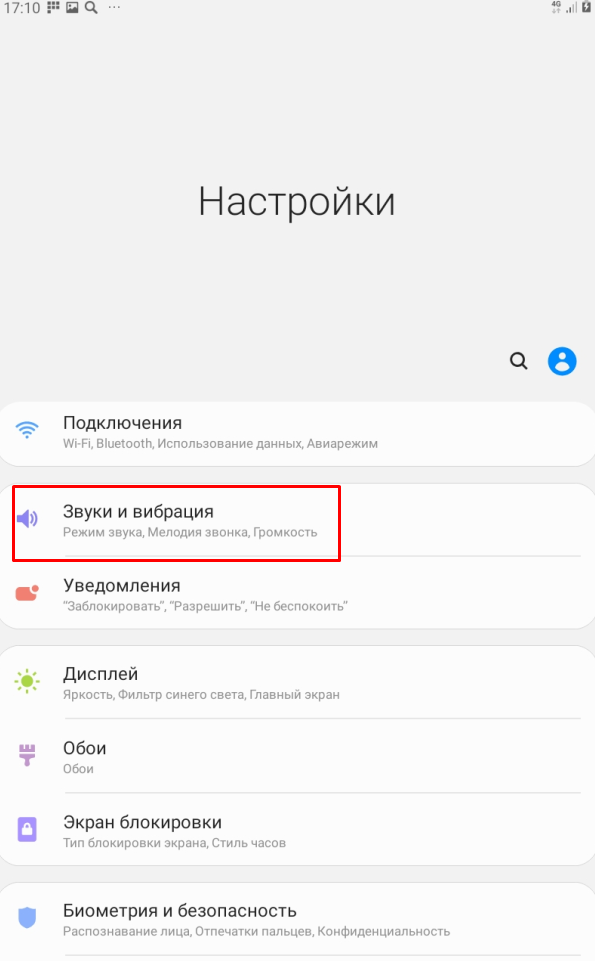 17:10 ... 4G
Настройки
Подключения
Wi-Fi, Bluetooth, Использование данных, Авиарежим
Звуки и вибрация
Режим звука, Мелодия звонка, Громкость
Уведомления
“Заблокировать”, “Разрешить”, “Не беспокоить”
Дисплей
Яркость, Фильтр синего света, Главный экран
Обои
Обои
Экран блокировки
Тип блокировки экрана, Стиль часов
Биометрия и безопасность
Распознавание лица, Отпечатки пальцев, Конфиденциальность